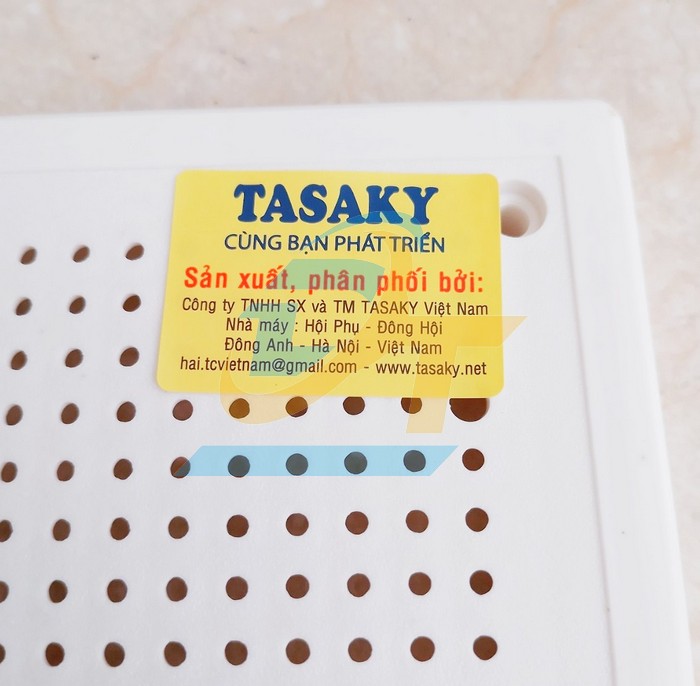 TASAKY
CÙNG BẠN PHÁT TRIỂN
Sản xuất, phân phối bởi:
Công ty TNHH SX và TM TASAKY Việt Nam
Nhà máy : Hội Phụ - Đông Hội
Đông Anh - Hà Nội - Việt Nam
hai.tcvietnam@gmail.com - www.tasaky.net